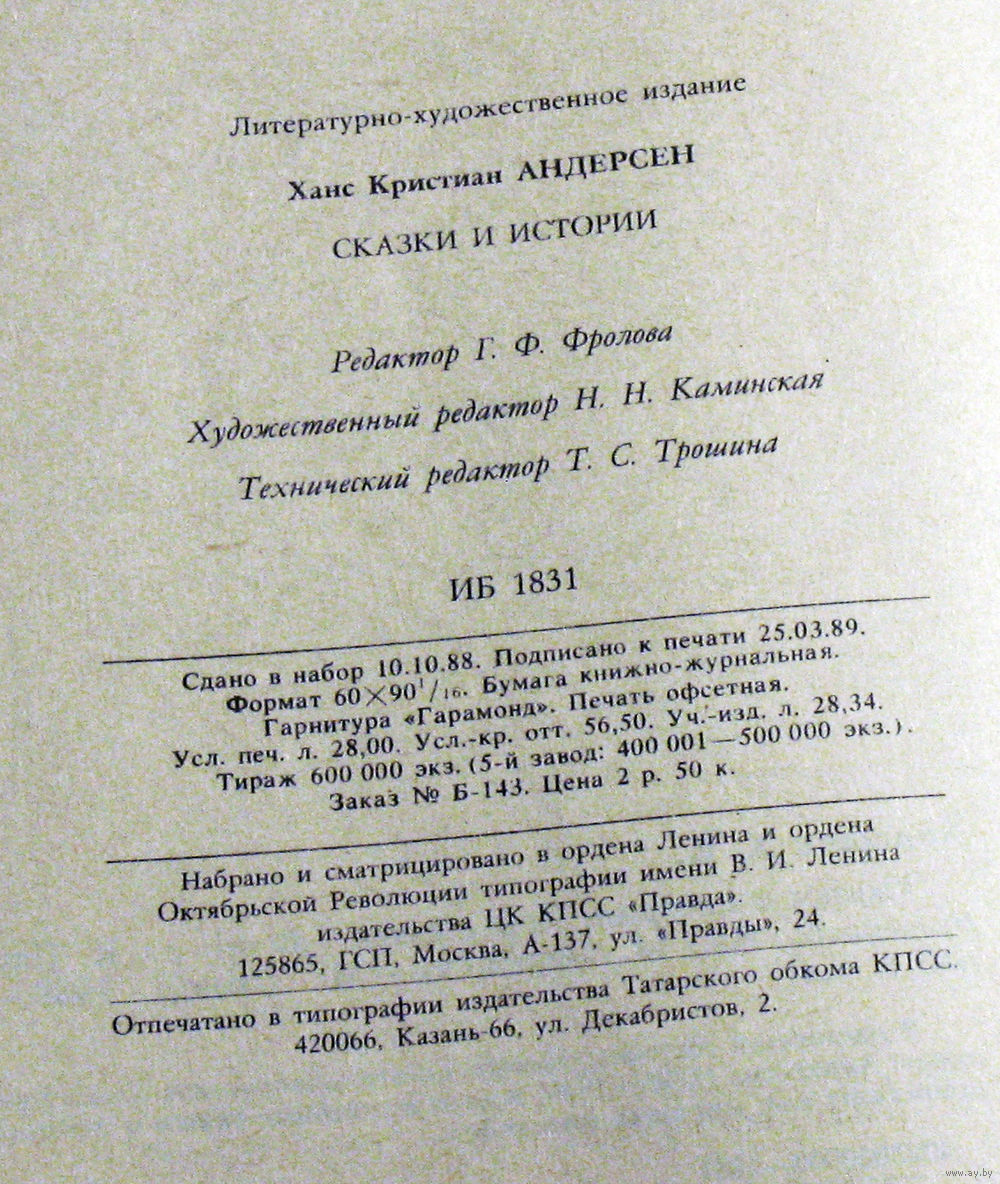 Литературно-художественное издание
Ханс Кристиан АНДЕРСЕН
СКАЗКИ И ИСТОРИИ
Редактор Г. Ф. Фролова
Художественный редактор Н. Н. Каминская
Технический редактор Т. С. Трошина
ИБ 1831
Сдано в набор 10.10.88. Подписано к печати 25.03.89.
Формат 60×90¹/₁₆. Бумага книжно-журнальная.
Гарнитура «Гарамонд». Печать офсетная.
Усл. печ. л. 28,00. Усл.-кр. отт. 56,50. Уч.-изд. л. 28,34.
Тираж 600 000 экз. (5-й завод: 400 001—500 000 экз.).
Заказ № Б-143. Цена 2 р. 50 к.
Набрано и сматрицировано в ордена Ленина и ордена
Октябрьской Революции типографии имени В. И. Ленина
издательства ЦК КПСС «Правда».
125865, ГСП, Москва, А-137, ул. «Правды», 24.
Отпечатано в типографии издательства Татарского обкома КПСС.
420066, Казань-66, ул. Декабристов, 2.
www.ay.by